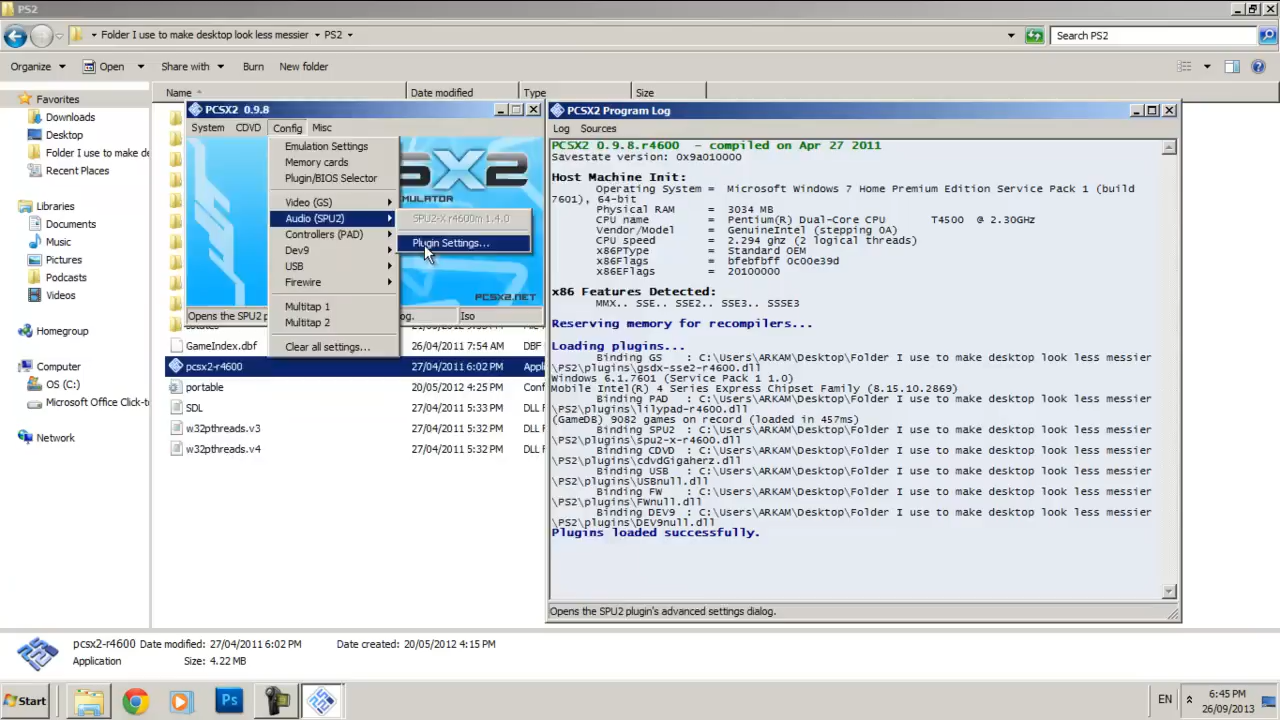 PS2
Folder I use to make desktop look less messier
PS2
Search PS2
Organize
Open
Share with
Burn
New folder
Name
Date modified
Type
Size
Favorites
Downloads
Desktop
Folder I use to make d
Recent Places
Libraries
Documents
Music
Pictures
Podcasts
Videos
Homegroup
Computer
OS (C:)
Microsoft Office Click-t
Network
PCSX2 0.9.8
System
CDVD
Config
Misc
Emulation Settings
Memory cards
Plugin/BIOS Selector
Video (GS)
Audio (SPU2)
Controllers (PAD)
Dev9
USB
Firewire
Multitap 1
Multitap 2
Clear all settings...
SPU2-X r4600m 1.4.0
Plugin Settings...
SX2
MULATOR
PCSX2.NET
Opens the SPU2 p
og.
Iso
GameIndex.dbf
26/04/2011 7:54 AM
DBF
pcsx2-r4600
27/04/2011 6:02 PM
Appli
portable
20/05/2012 4:25 PM
Conf
SDL
27/04/2011 5:33 PM
DLL F
w32pthreads.v3
27/04/2011 5:32 PM
DLL F
w32pthreads.v4
27/04/2011 5:32 PM
DLL F
PCSX2 Program Log
Log
Sources
PCSX2 0.9.8.r4600 - compiled on Apr 27 2011
Savestate version: 0x9a010000
Host Machine Init:
Operating System = Microsoft Windows 7 Home Premium Edition Service Pack 1 (build
7601), 64-bit
Physical RAM = 3034 MB
CPU name = Pentium(R) Dual-Core CPU T4500 @ 2.30GHz
Vendor/Model = GenuineIntel (stepping 0A)
CPU speed = 2.294 ghz (2 logical threads)
x86PType = Standard OEM
x86Flags = bfebfbff 0c00e39d
x86EFlags = 20100000
x86 Features Detected:
MMX.. SSE.. SSE2.. SSE3.. SSSE3
Reserving memory for recompilers...
Loading plugins...
Binding GS : C:\Users\ARKAM\Desktop\Folder I use to make desktop look less messier
\PS2\plugins\gsdx-sse2-r4600.dll
Windows 6.1.7601 (Service Pack 1 1.0)
Mobile Intel(R) 4 Series Express Chipset Family (8.15.10.2869)
Binding PAD : C:\Users\ARKAM\Desktop\Folder I use to make desktop look less messier
\PS2\plugins\lilypad-r4600.dll
(GameDB) 9082 games on record (loaded in 457ms)
Binding SPU2 : C:\Users\ARKAM\Desktop\Folder I use to make desktop look less messier
\PS2\plugins\spu2-x-r4600.dll
Binding CDVD : C:\Users\ARKAM\Desktop\Folder I use to make desktop look less messier
\PS2\plugins\cdvdGigaherz.dll
Binding USB : C:\Users\ARKAM\Desktop\Folder I use to make desktop look less messier
\PS2\plugins\USBnull.dll
Binding FW : C:\Users\ARKAM\Desktop\Folder I use to make desktop look less messier
\PS2\plugins\FWnull.dll
Binding DEV9 : C:\Users\ARKAM\Desktop\Folder I use to make desktop look less messier
\PS2\plugins\DEV9null.dll
Plugins loaded successfully.
Opens the SPU2 plugin's advanced settings dialog.
pcsx2-r4600 Date modified: 27/04/2011 6:02 PM
Date created: 20/05/2012 4:15 PM
Application
Size: 4.22 MB
Start
Ps
EN
6:45 PM
26/09/2013